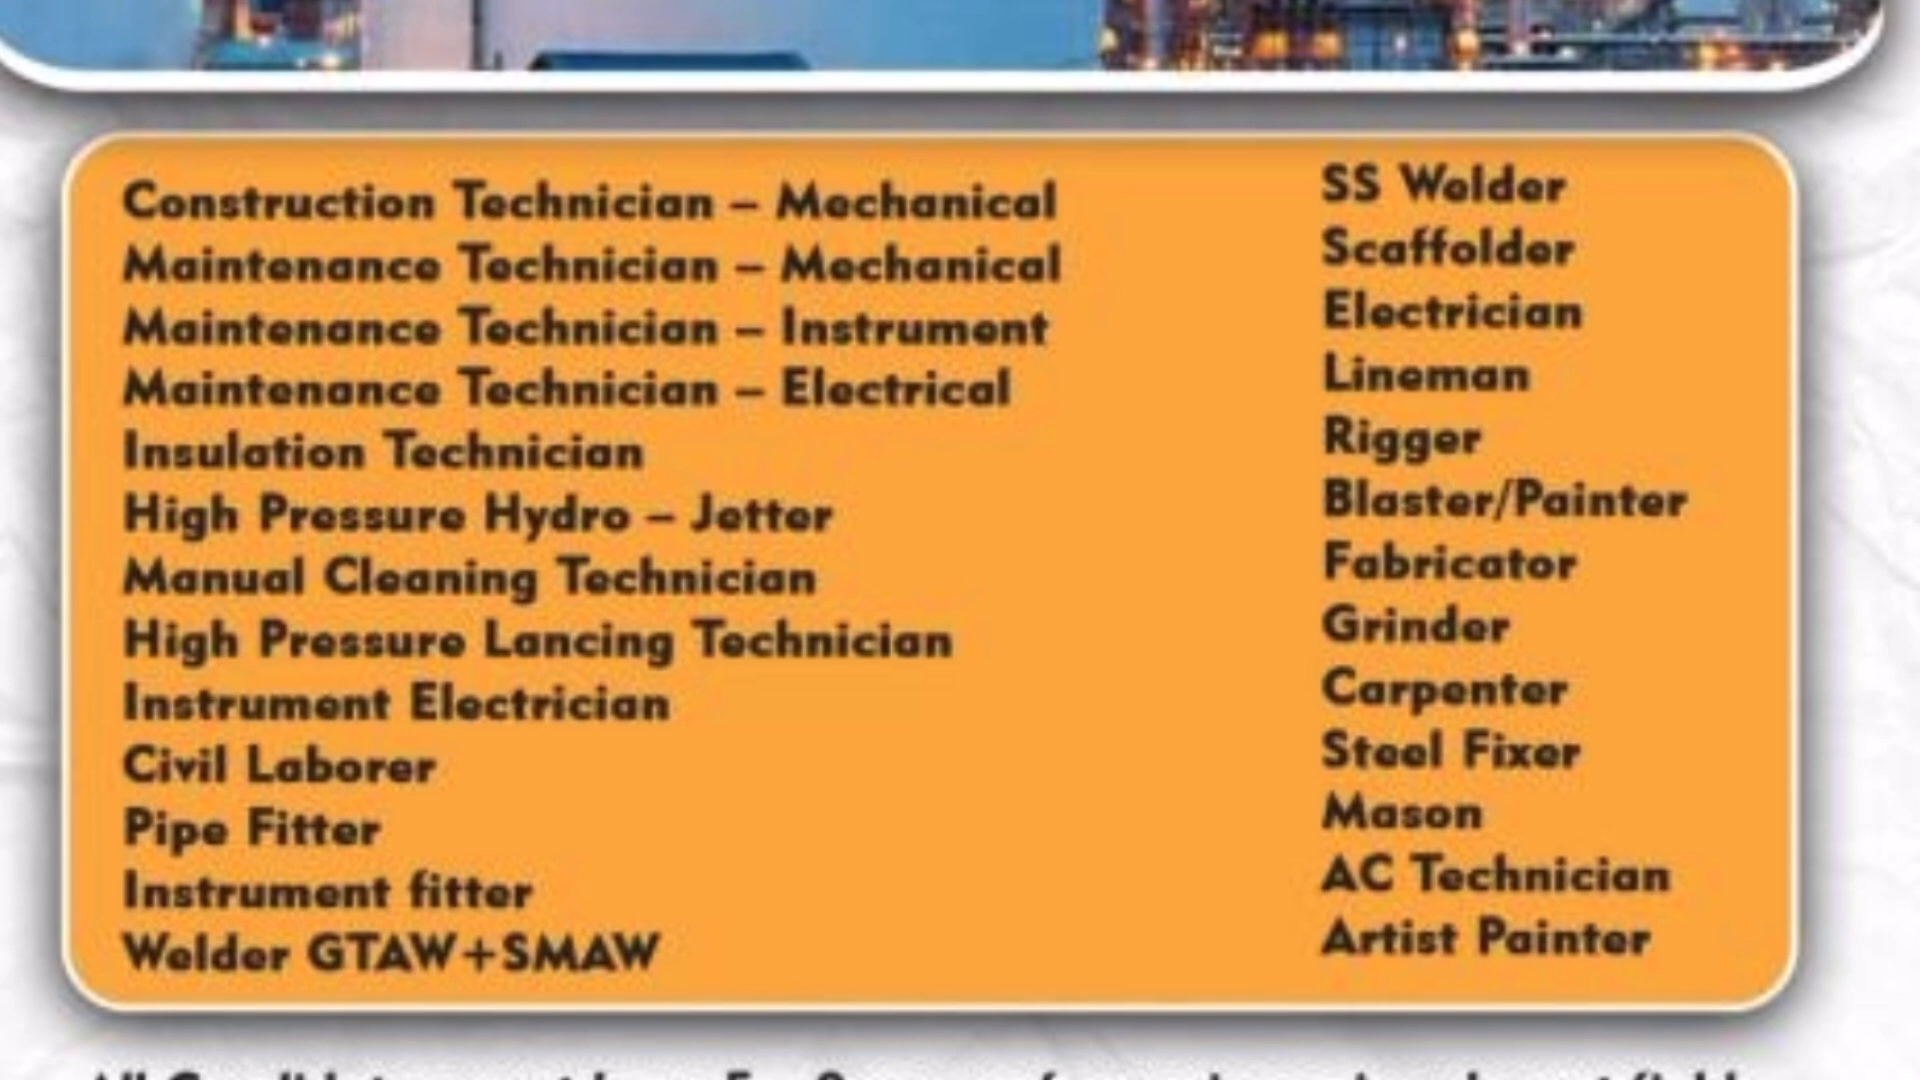 Construction Technician – Mechanical
Maintenance Technician – Mechanical
Maintenance Technician – Instrument
Maintenance Technician – Electrical
Insulation Technician
High Pressure Hydro – Jetter
Manual Cleaning Technician
High Pressure Lancing Technician
Instrument Electrician
Civil Laborer
Pipe Fitter
Instrument fitter
Welder GTAW+SMAW
SS Welder
Scaffolder
Electrician
Lineman
Rigger
Blaster/Painter
Fabricator
Grinder
Carpenter
Steel Fixer
Mason
AC Technician
Artist Painter